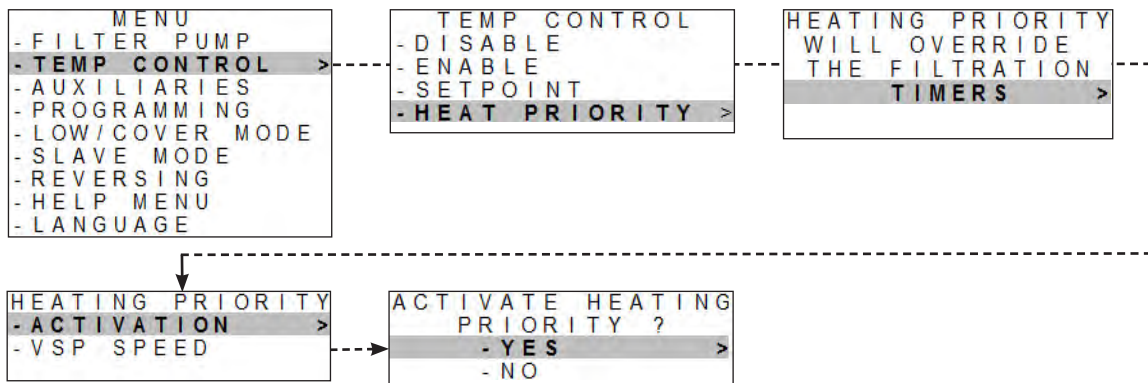 MENU
- FILTER PUMP
- TEMP CONTROL >
- AUXILIARIES
- PROGRAMMING
- LOW/COVER MODE
- SLAVE MODE
- REVERSING
- HELP MENU
- LANGUAGE
TEMP CONTROL
- DISABLE
- ENABLE
- SETPOINT
- HEAT PRIORITY >
HEATING PRIORITY
WILL OVERRIDE
THE FILTRATION
TIMERS >
HEATING PRIORITY
- ACTIVATION >
- VSP SPEED
ACTIVATE HEATING
PRIORITY ?
- YES >
- NO